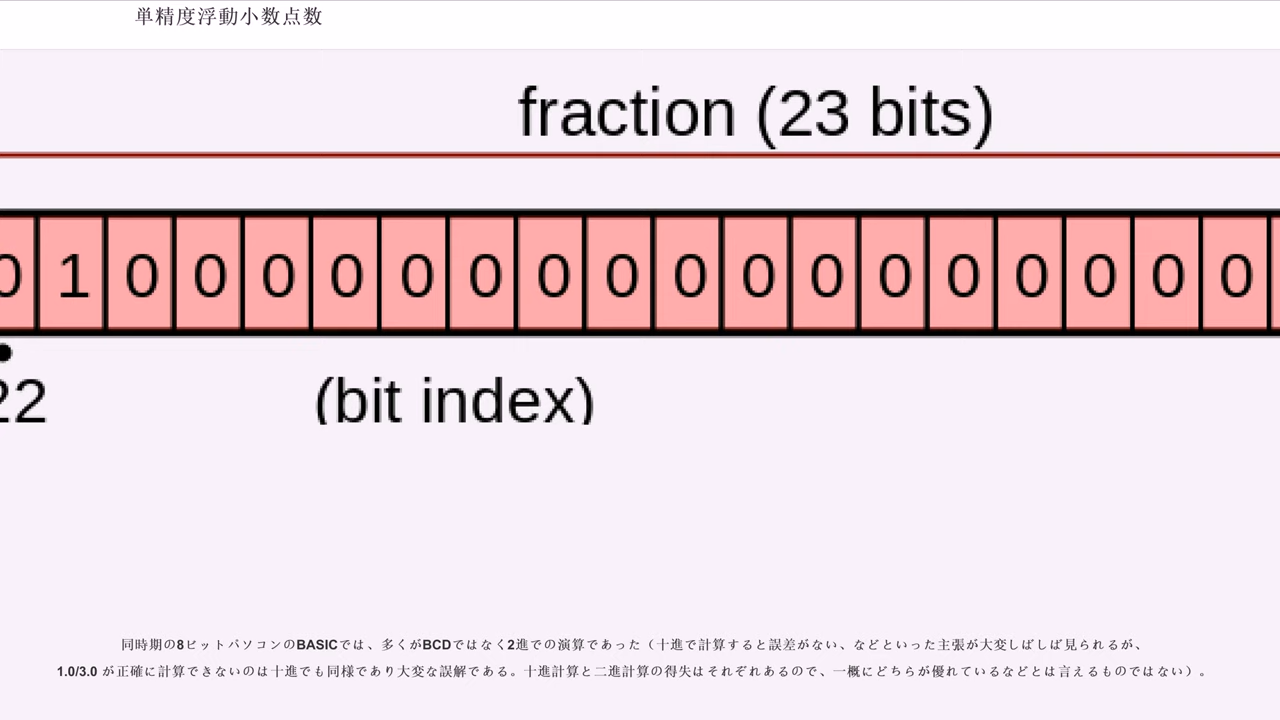 単精度浮動小数点数
fraction (23 bits)
0 1 0 0 0 0 0 0 0 0 0 0 0 0 0 0 0 0 0
22 (bit index)
同時期の8ビットパソコンのBASICでは、多くがBCDではなく2進での演算であった（十進で計算すると誤差がない、などといった主張が大変しばしば見られるが、
1.0/3.0 が正確に計算できないのは十進でも同様であり大変な誤解である。十進計算と二進計算の得失はそれぞれあるので、一概にどちらが優れているなどとは言えるものではない）。